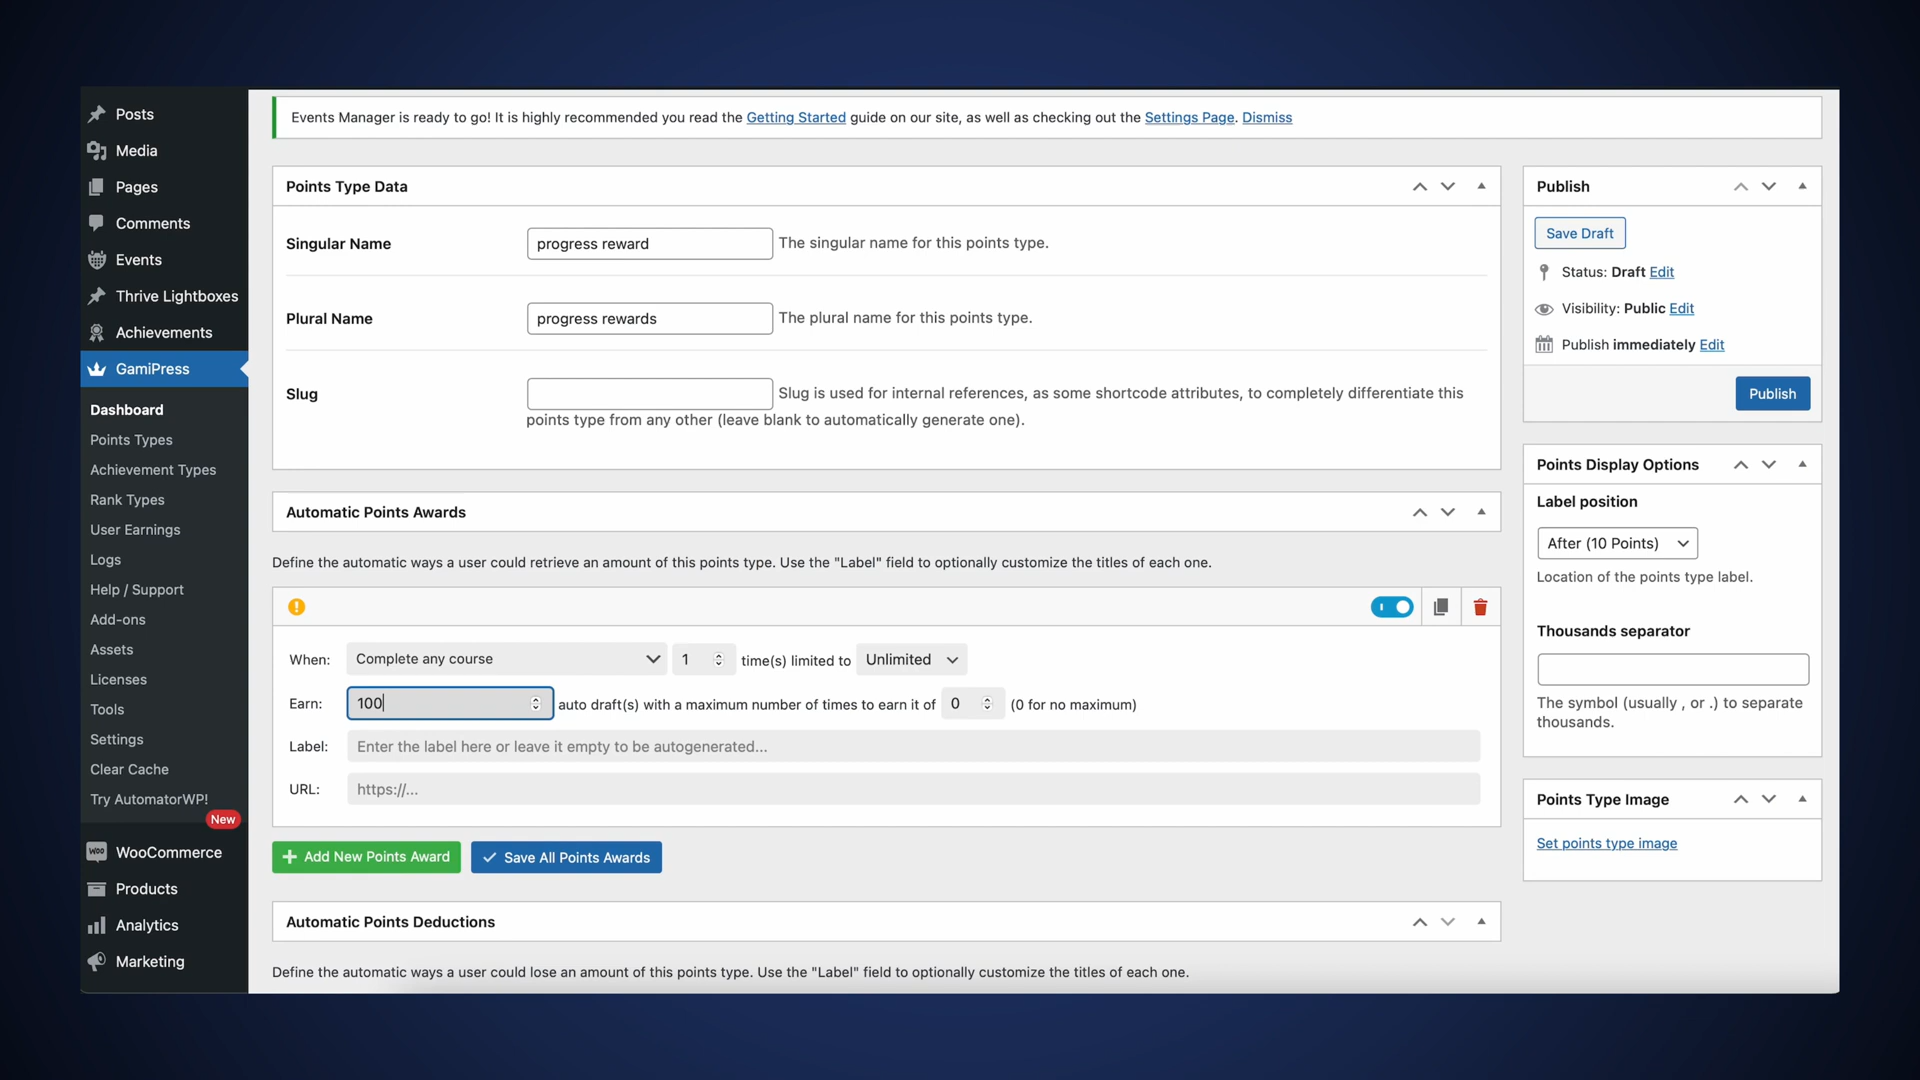 Posts
Media
Pages
Comments
Events
Thrive Lightboxes
Achievements
GamiPress
Dashboard
Points Types
Achievement Types
Rank Types
User Earnings
Logs
Help / Support
Add-ons
Assets
Licenses
Tools
Settings
Clear Cache
Try AutomatorWP!
New
WOO WooCommerce
Products
Analytics
Marketing
Events Manager is ready to go! It is highly recommended you read the Getting Started guide on our site, as well as checking out the Settings Page. Dismiss
Points Type Data
Singular Name progress reward The singular name for this points type.
Plural Name progress rewards The plural name for this points type.
Slug Slug is used for internal references, as some shortcode attributes, to completely differentiate this
points type from any other (leave blank to automatically generate one).
Automatic Points Awards
Define the automatic ways a user could retrieve an amount of this points type. Use the "Label" field to optionally customize the titles of each one.
When: Complete any course 1 time(s) limited to Unlimited
Earn: 100 auto draft(s) with a maximum number of times to earn it of 0 (0 for no maximum)
Label: Enter the label here or leave it empty to be autogenerated...
URL: https://...
Add New Points Award Save All Points Awards
Automatic Points Deductions
Define the automatic ways a user could lose an amount of this points type. Use the "Label" field to optionally customize the titles of each one.
Publish
Save Draft
Status: Draft Edit
Visibility: Public Edit
Publish immediately Edit
Publish
Points Display Options
Label position
After (10 Points)
Location of the points type label.
Thousands separator
The symbol (usually , or .) to separate
thousands.
Points Type Image
Set points type image